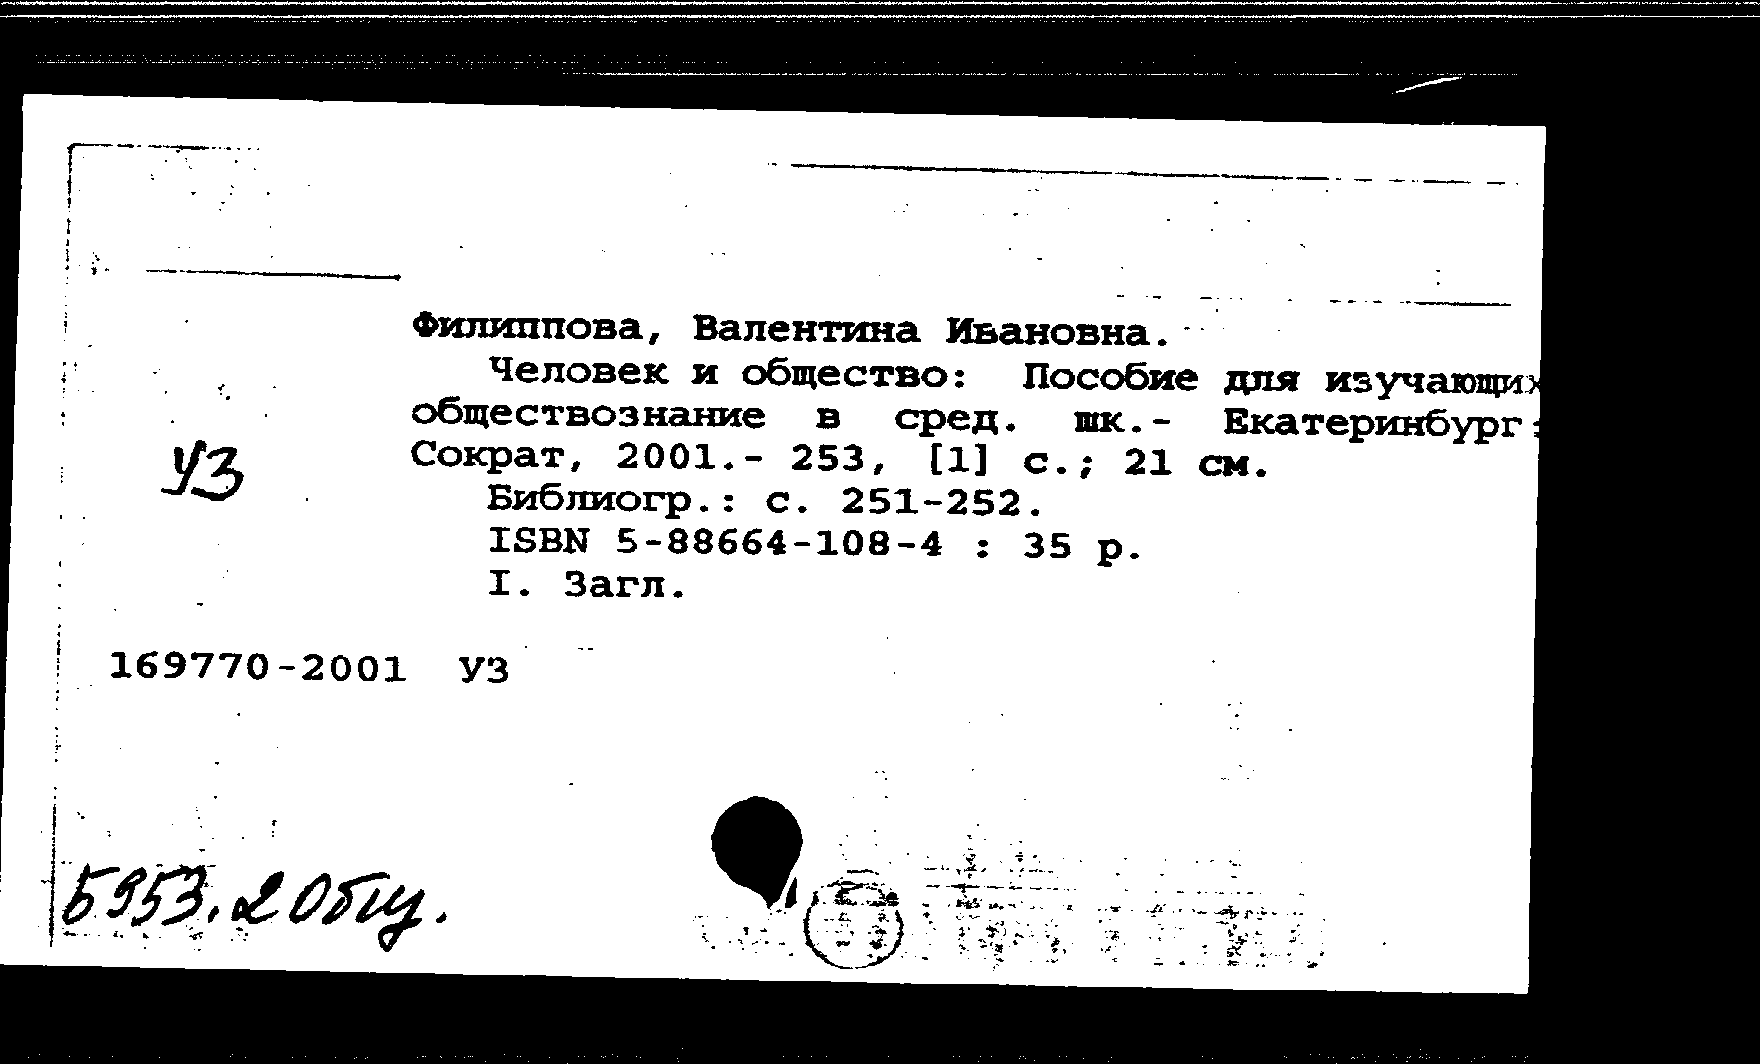 Филиппова, Валентина Ивановна.
Человек и общество: Пособие для изучающих
обществознание в сред. шк.- Екатеринбург:
УЗ
Сократ, 2001.- 253, [1] с.; 21 см.
Библиогр.: с. 251-252.
ISBN 5-88664-108-4 : 35 р.
I. Загл.
169770-2001 УЗ
Б953.2 Общ.